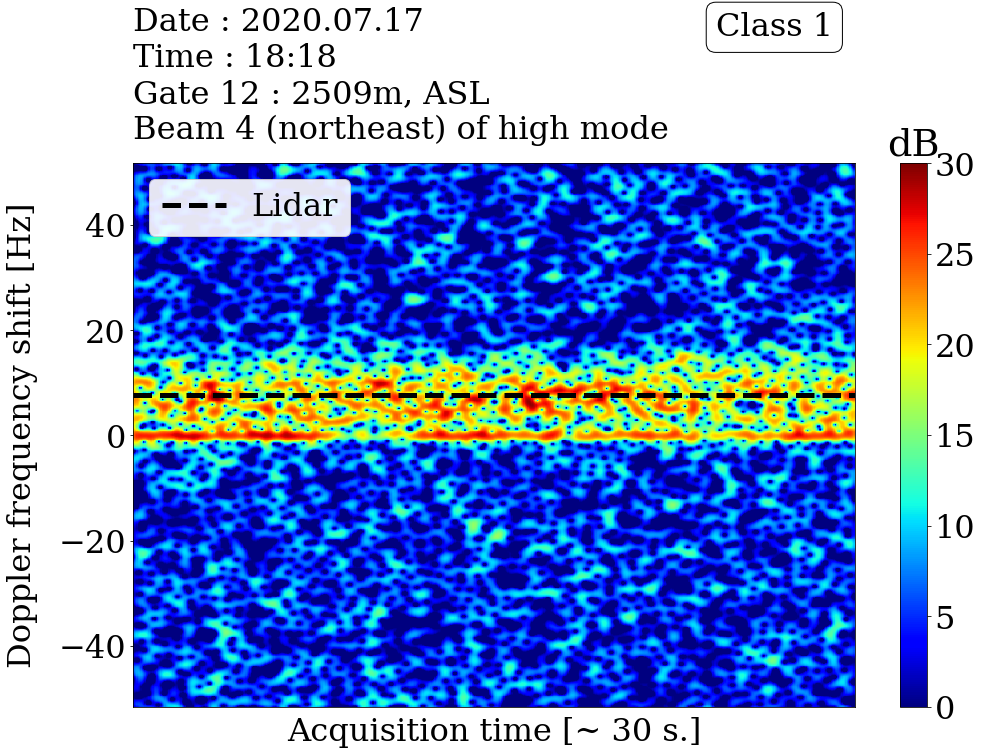 Date : 2020.07.17
Time : 18:18
Gate 12 : 2509m, ASL
Beam 4 (northeast) of high mode
Class 1
dB
Lidar
Doppler frequency shift [Hz]
40
20
0
−20
−40
Acquisition time [~ 30 s.]
30
25
20
15
10
5
0